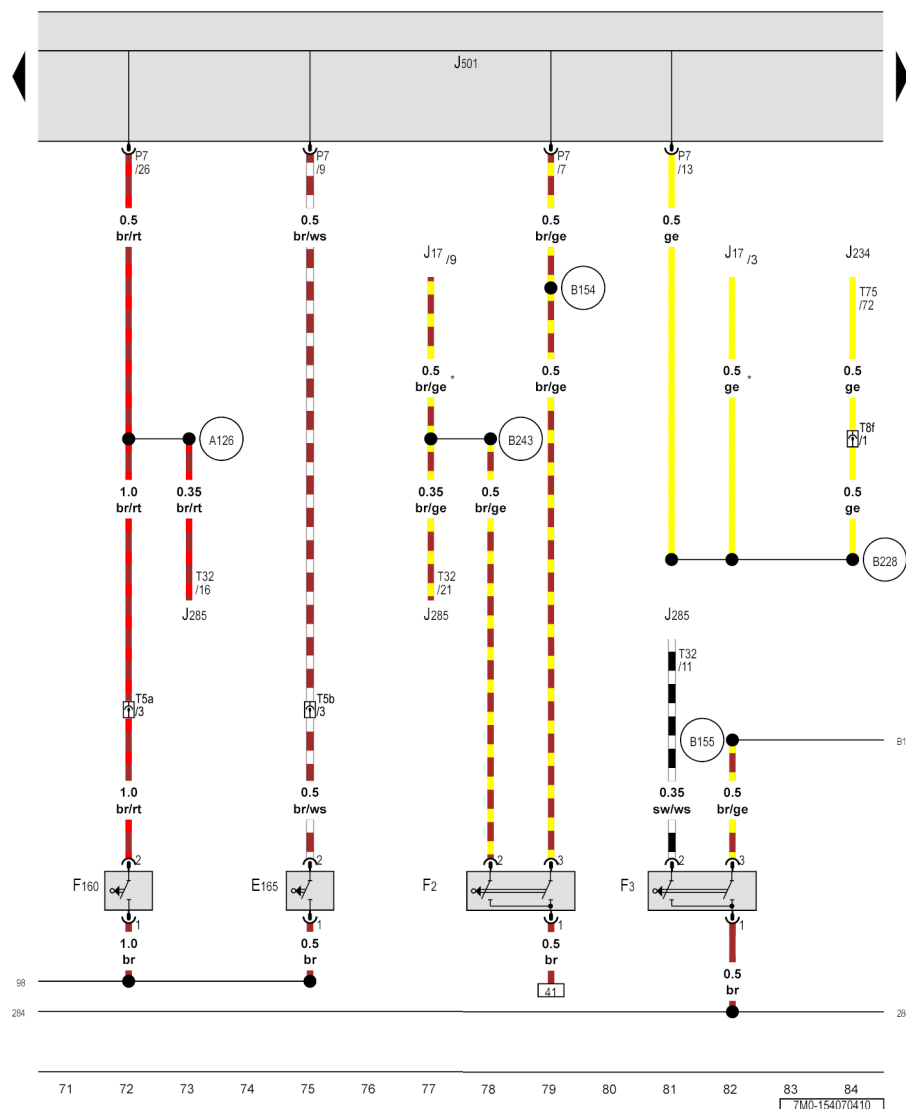 J501
P7
/26
P7
/9
P7
/7
P7
/13
0.5
br/rt
0.5
br/ws
0.5
br/ge
0.5
ge
J17 /9
J17 /3
J234
B154
T75
/72
0.5
br/ge *
0.5
br/ge
0.5
ge *
0.5
ge
A126
B243
T8f
/1
1.0
br/rt
0.35
br/rt
0.35
br/ge
0.5
br/ge
0.5
ge
B228
T32
/16
J285
T32
/21
J285
J285
T32
/11
T5a
/3
T5b
/3
B155
B1
1.0
br/rt
0.5
br/ws
0.35
sw/ws
0.5
br/ge
2
2
2
3
2
3
F160
E165
F2
F3
1
1
1
1
1.0
br
0.5
br
0.5
br
0.5
br
98
41
284
28
71 72 73 74 75 76 77 78 79 80 81 82 83 84
7M0-154070410